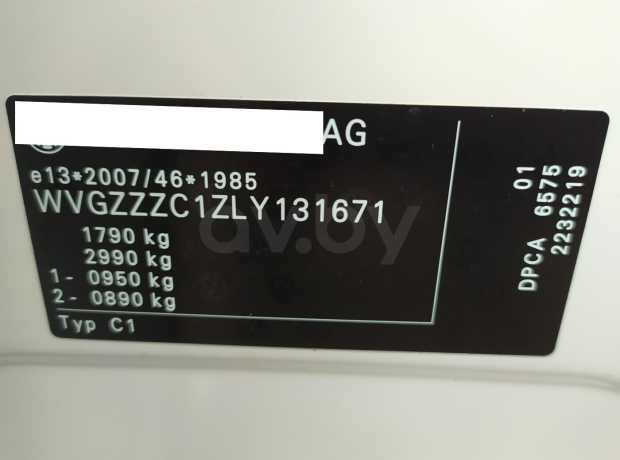 AG
e13*2007/46*1985
WVGZZZC1ZLY131671
1790 kg
2990 kg
1 - 0950 kg
2 - 0890 kg
Typ C1
01
DPCA 6575
2232219
av.by